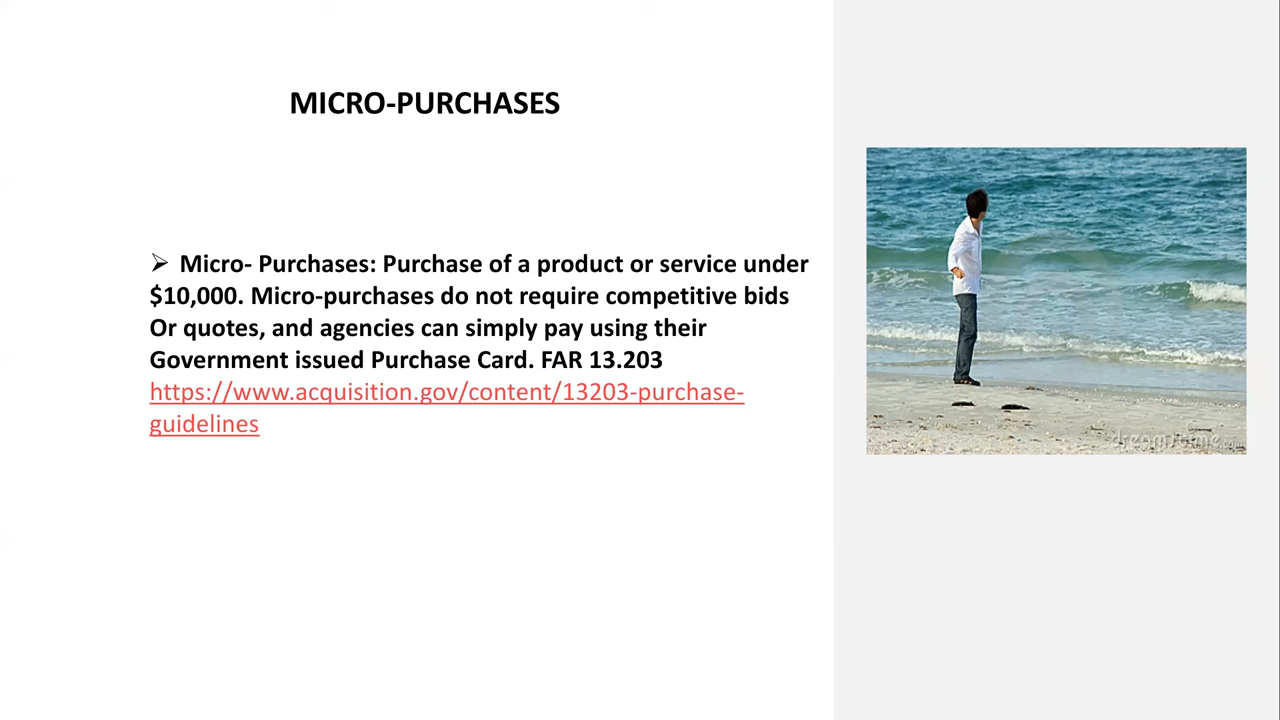 MICRO-PURCHASES
➢ Micro- Purchases: Purchase of a product or service under
$10,000. Micro-purchases do not require competitive bids
Or quotes, and agencies can simply pay using their
Government issued Purchase Card. FAR 13.203
https://www.acquisition.gov/content/13203-purchase-
guidelines
dreamstime.com